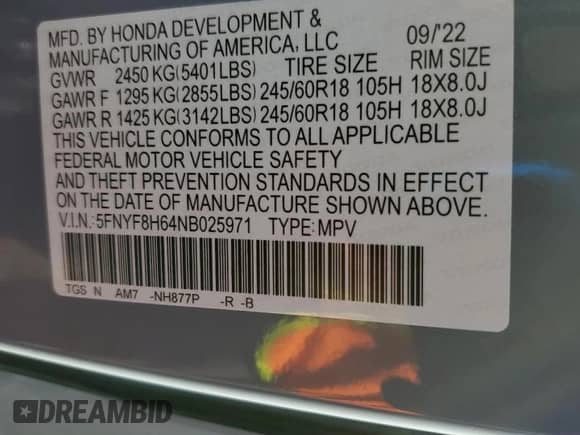 MFD. BY HONDA DEVELOPMENT &
MANUFACTURING OF AMERICA, LLC 09/'22
GVWR 2450 KG(5401LBS) TIRE SIZE RIM SIZE
GAWR F 1295 KG(2855LBS) 245/60R18 105H 18X8.0J
GAWR R 1425 KG(3142LBS) 245/60R18 105H 18X8.0J
THIS VEHICLE CONFORMS TO ALL APPLICABLE
FEDERAL MOTOR VEHICLE SAFETY
AND THEFT PREVENTION STANDARDS IN EFFECT
ON THE DATE OF MANUFACTURE SHOWN ABOVE.
V.I.N.:5FNYF8H64NB025971 TYPE:MPV
TGS N AM7 -NH877P -R -B
DREAMBID